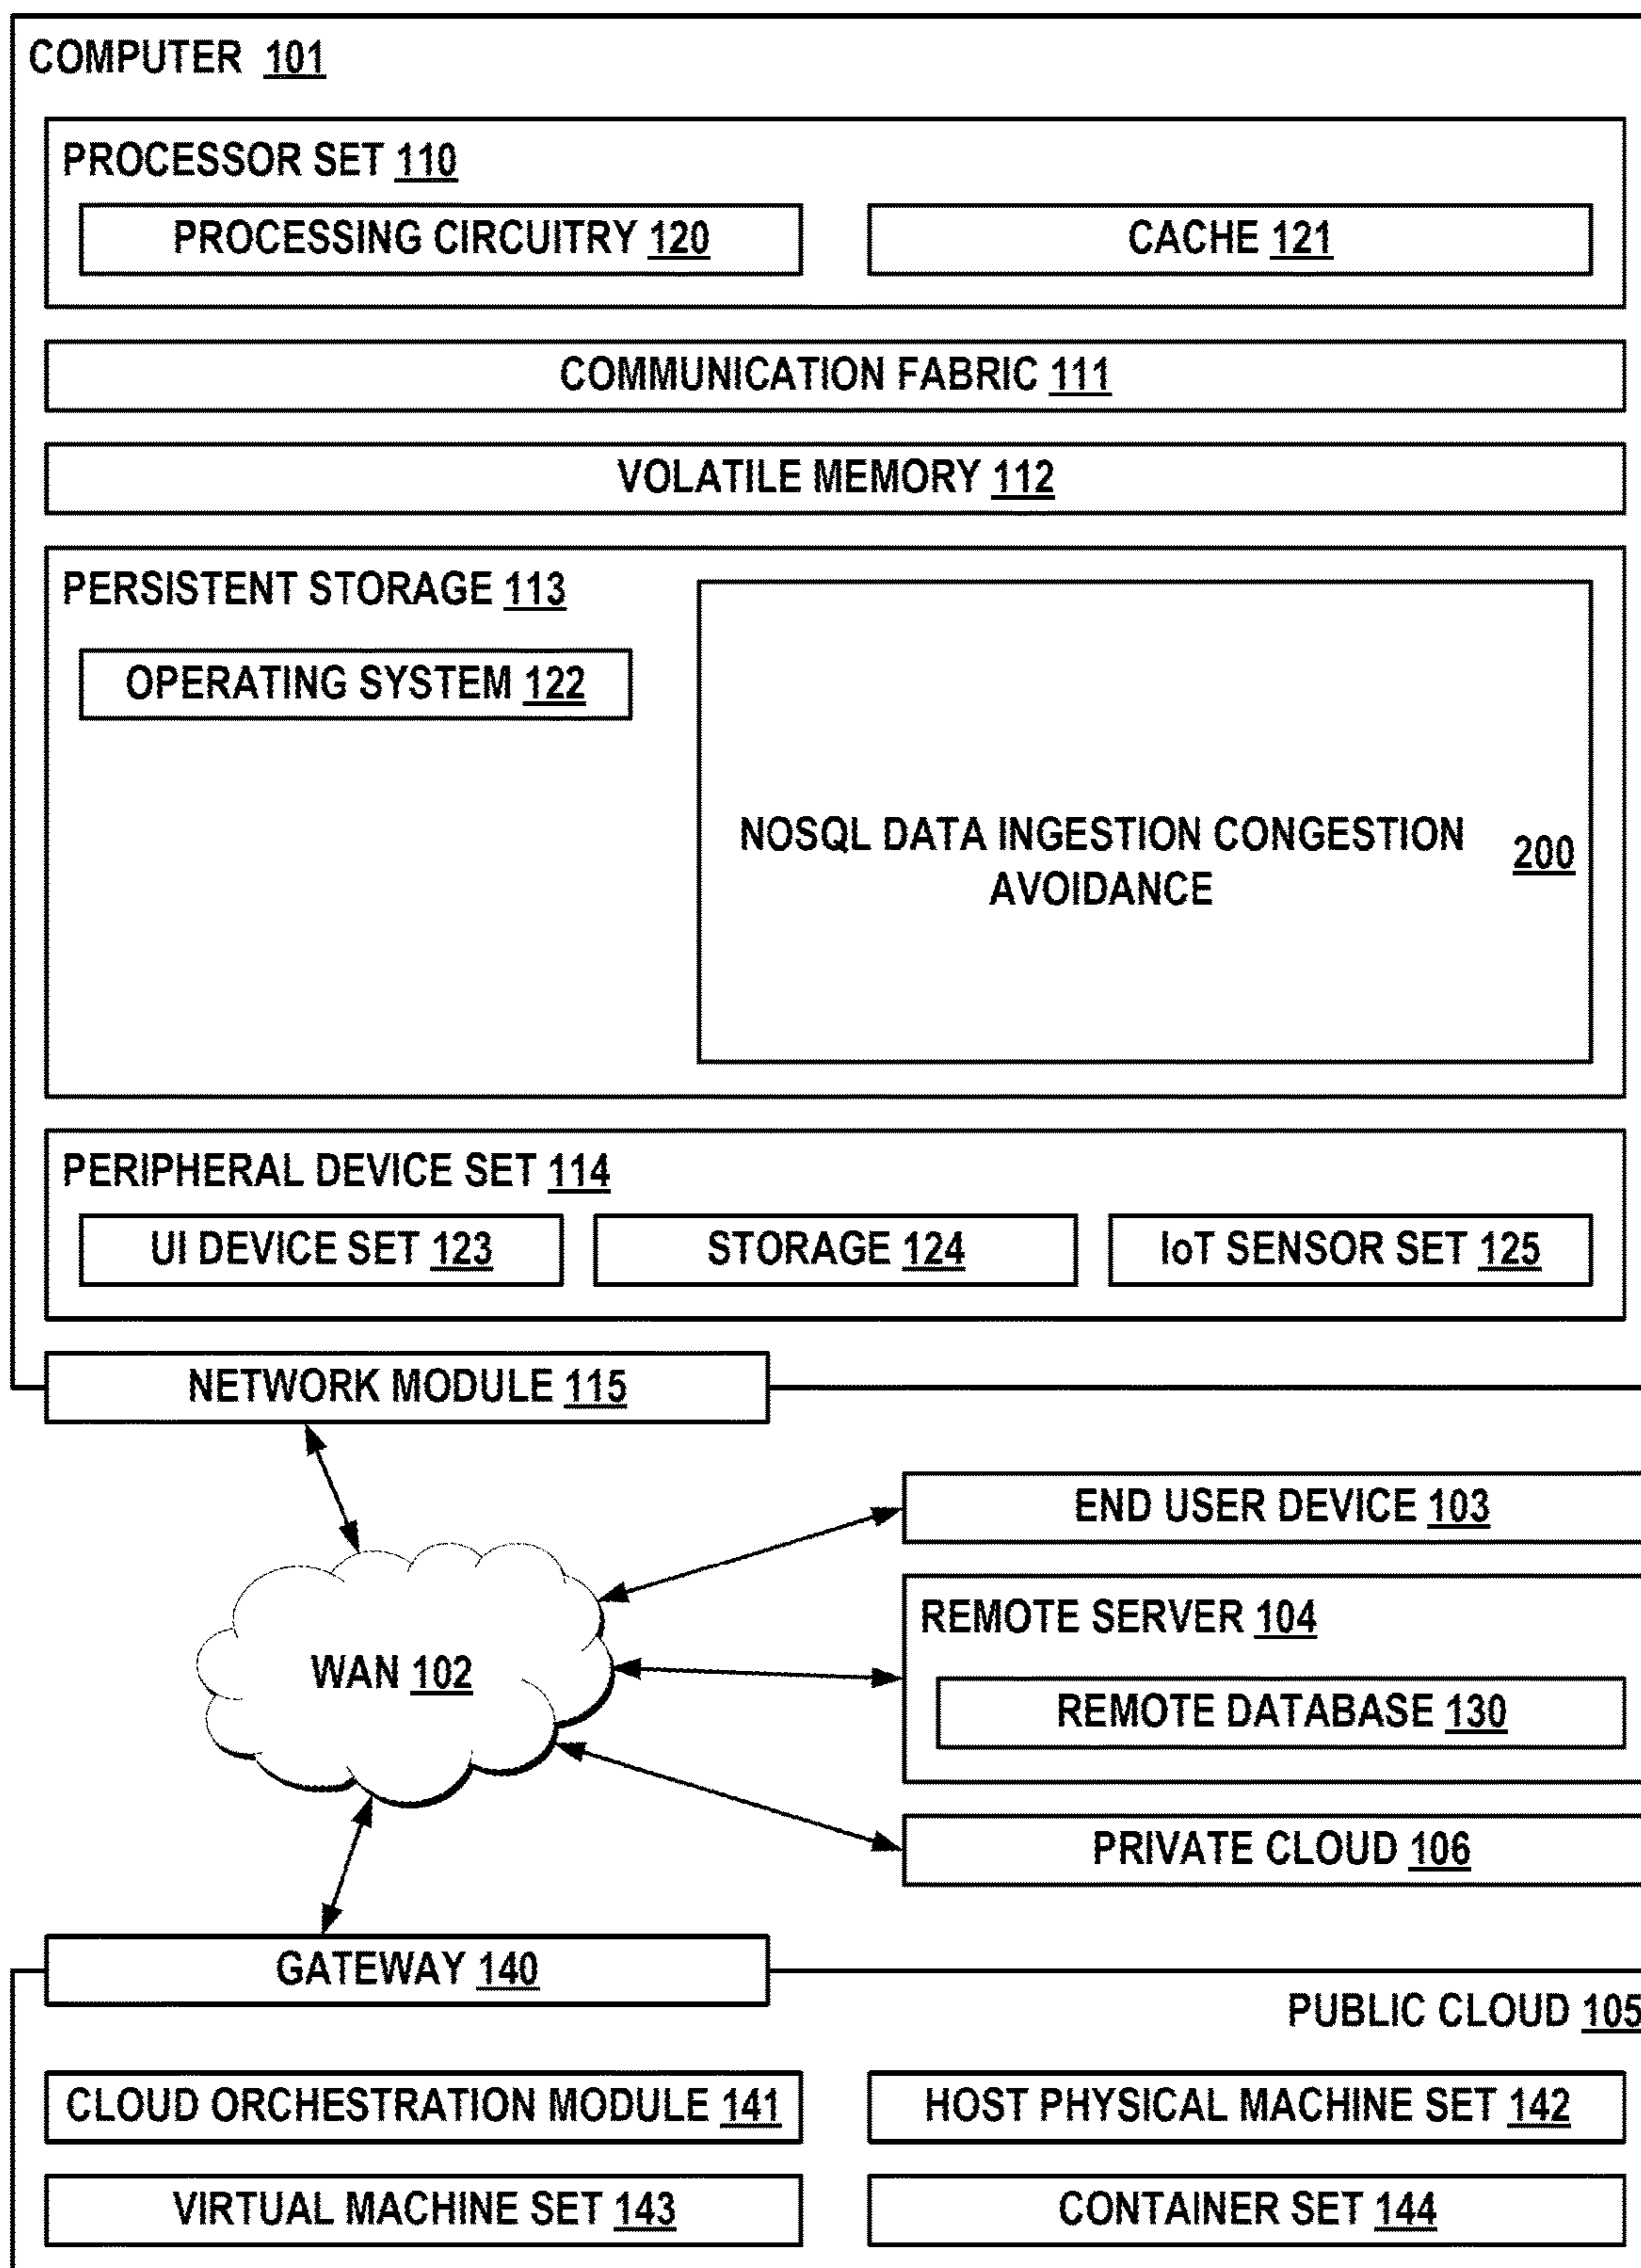 COMPUTER 101
PROCESSOR SET 110
PROCESSING CIRCUITRY 120
CACHE 121
COMMUNICATION FABRIC 111
VOLATILE MEMORY 112
PERSISTENT STORAGE 113
OPERATING SYSTEM 122
NOSQL DATA INGESTION CONGESTION
AVOIDANCE
200
PERIPHERAL DEVICE SET 114
UI DEVICE SET 123
STORAGE 124
IoT SENSOR SET 125
NETWORK MODULE 115
END USER DEVICE 103
REMOTE SERVER 104
WAN 102
REMOTE DATABASE 130
PRIVATE CLOUD 106
GATEWAY 140
PUBLIC CLOUD 105
CLOUD ORCHESTRATION MODULE 141
HOST PHYSICAL MACHINE SET 142
VIRTUAL MACHINE SET 143
CONTAINER SET 144